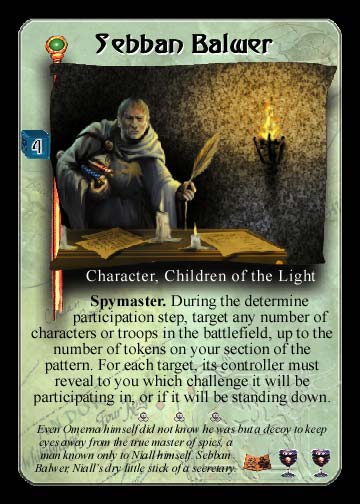 Sebban Balwer
4
Character, Children of the Light
Spymaster. During the determine
participation step, target any number of
characters or troops in the battlefield, up to the
number of tokens on your section of the
pattern. For each target, its controller must
reveal to you which challenge it will be
participating in, or if it will be standing down.
Even Omerna himself did not know he was but a decoy to keep
eyes away from the true master of spies, a
man known only to Niall himself. Sebban
Balwer, Niall's dry little stick of a secretary.